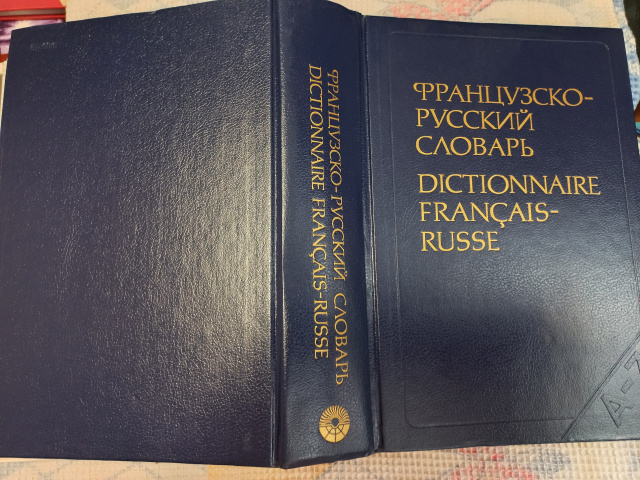 ФРАНЦУЗСКО-РУССКИЙ СЛОВАРЬ
DICTIONNAIRE FRANÇAIS-RUSSE
ФРАНЦУЗСКО-
РУССКИЙ
СЛОВАРЬ
DICTIONNAIRE
FRANÇAIS-
RUSSE
A-Z